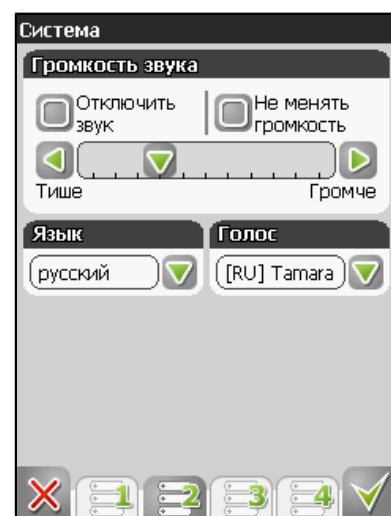 Система
Громкость звука
Отключить
звук
Не менять
громкость
Тише
Громче
Язык
Голос
русский
[RU] Tamara
1
2
3
4